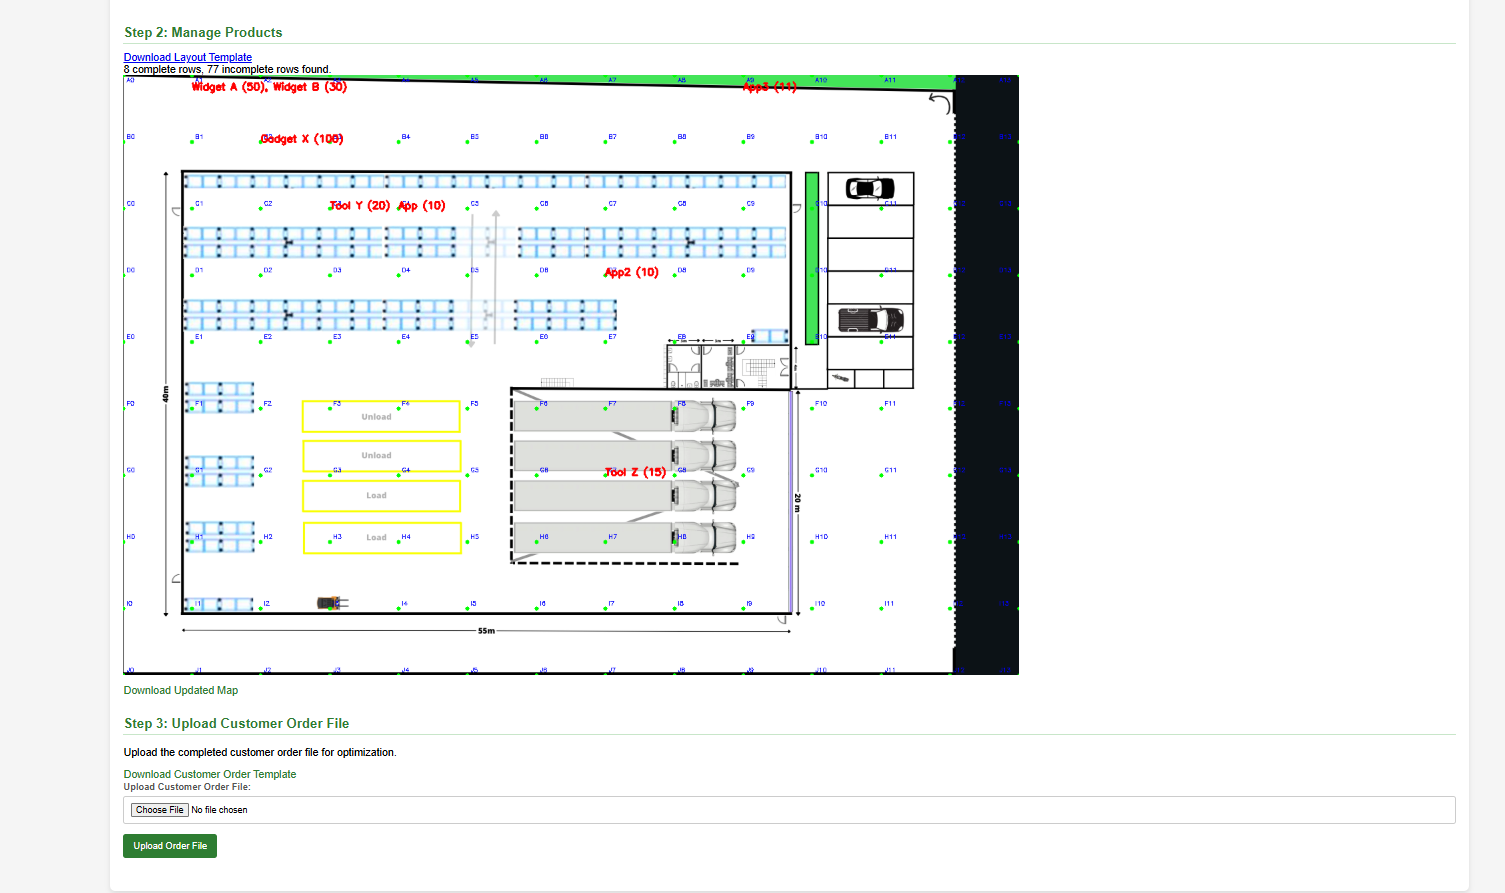 Step 2: Manage Products
Download Layout Template
8 complete rows, 77 incomplete rows found.
A0 A5 A6 A7 A8 A10 A11
Widget A (50), Widget B (30) App3 (11)
B0 B1 B4 B5 B6 B7 B8 B9 B10 B11
Gadget X (100)
C0 C1 C2 C5 C6 C7 C8 C9 C10 C11
Tool Y (20) App (10)
D0 D1 D2 D3 D4 D5 D6 D8 D9 D10 D11
App2 (10)
E0 E1 E2 E3 E4 E5 E6 E7 E8 E9 E10 E11
40m
F0 F1 F2 F3 F4 F5 F6 F7 F8 F9 F10 F11
Unload
Unload
G0 G1 G2 G3 G4 G5 G6 G8 G9 G10 G11
Tool Z (15)
Load
20 m
H0 H1 H2 H3 H4 H5 H6 H7 H8 H9 H10 H11
Load
I0 I1 I2 I4 I5 I6 I7 I8 I9 I10 I11
55m
J0 J1 J2 J3 J4 J5 J6 J7 J8 J9 J10 J11
Download Updated Map
Step 3: Upload Customer Order File
Upload the completed customer order file for optimization.
Download Customer Order Template
Upload Customer Order File:
Choose File No file chosen
Upload Order File